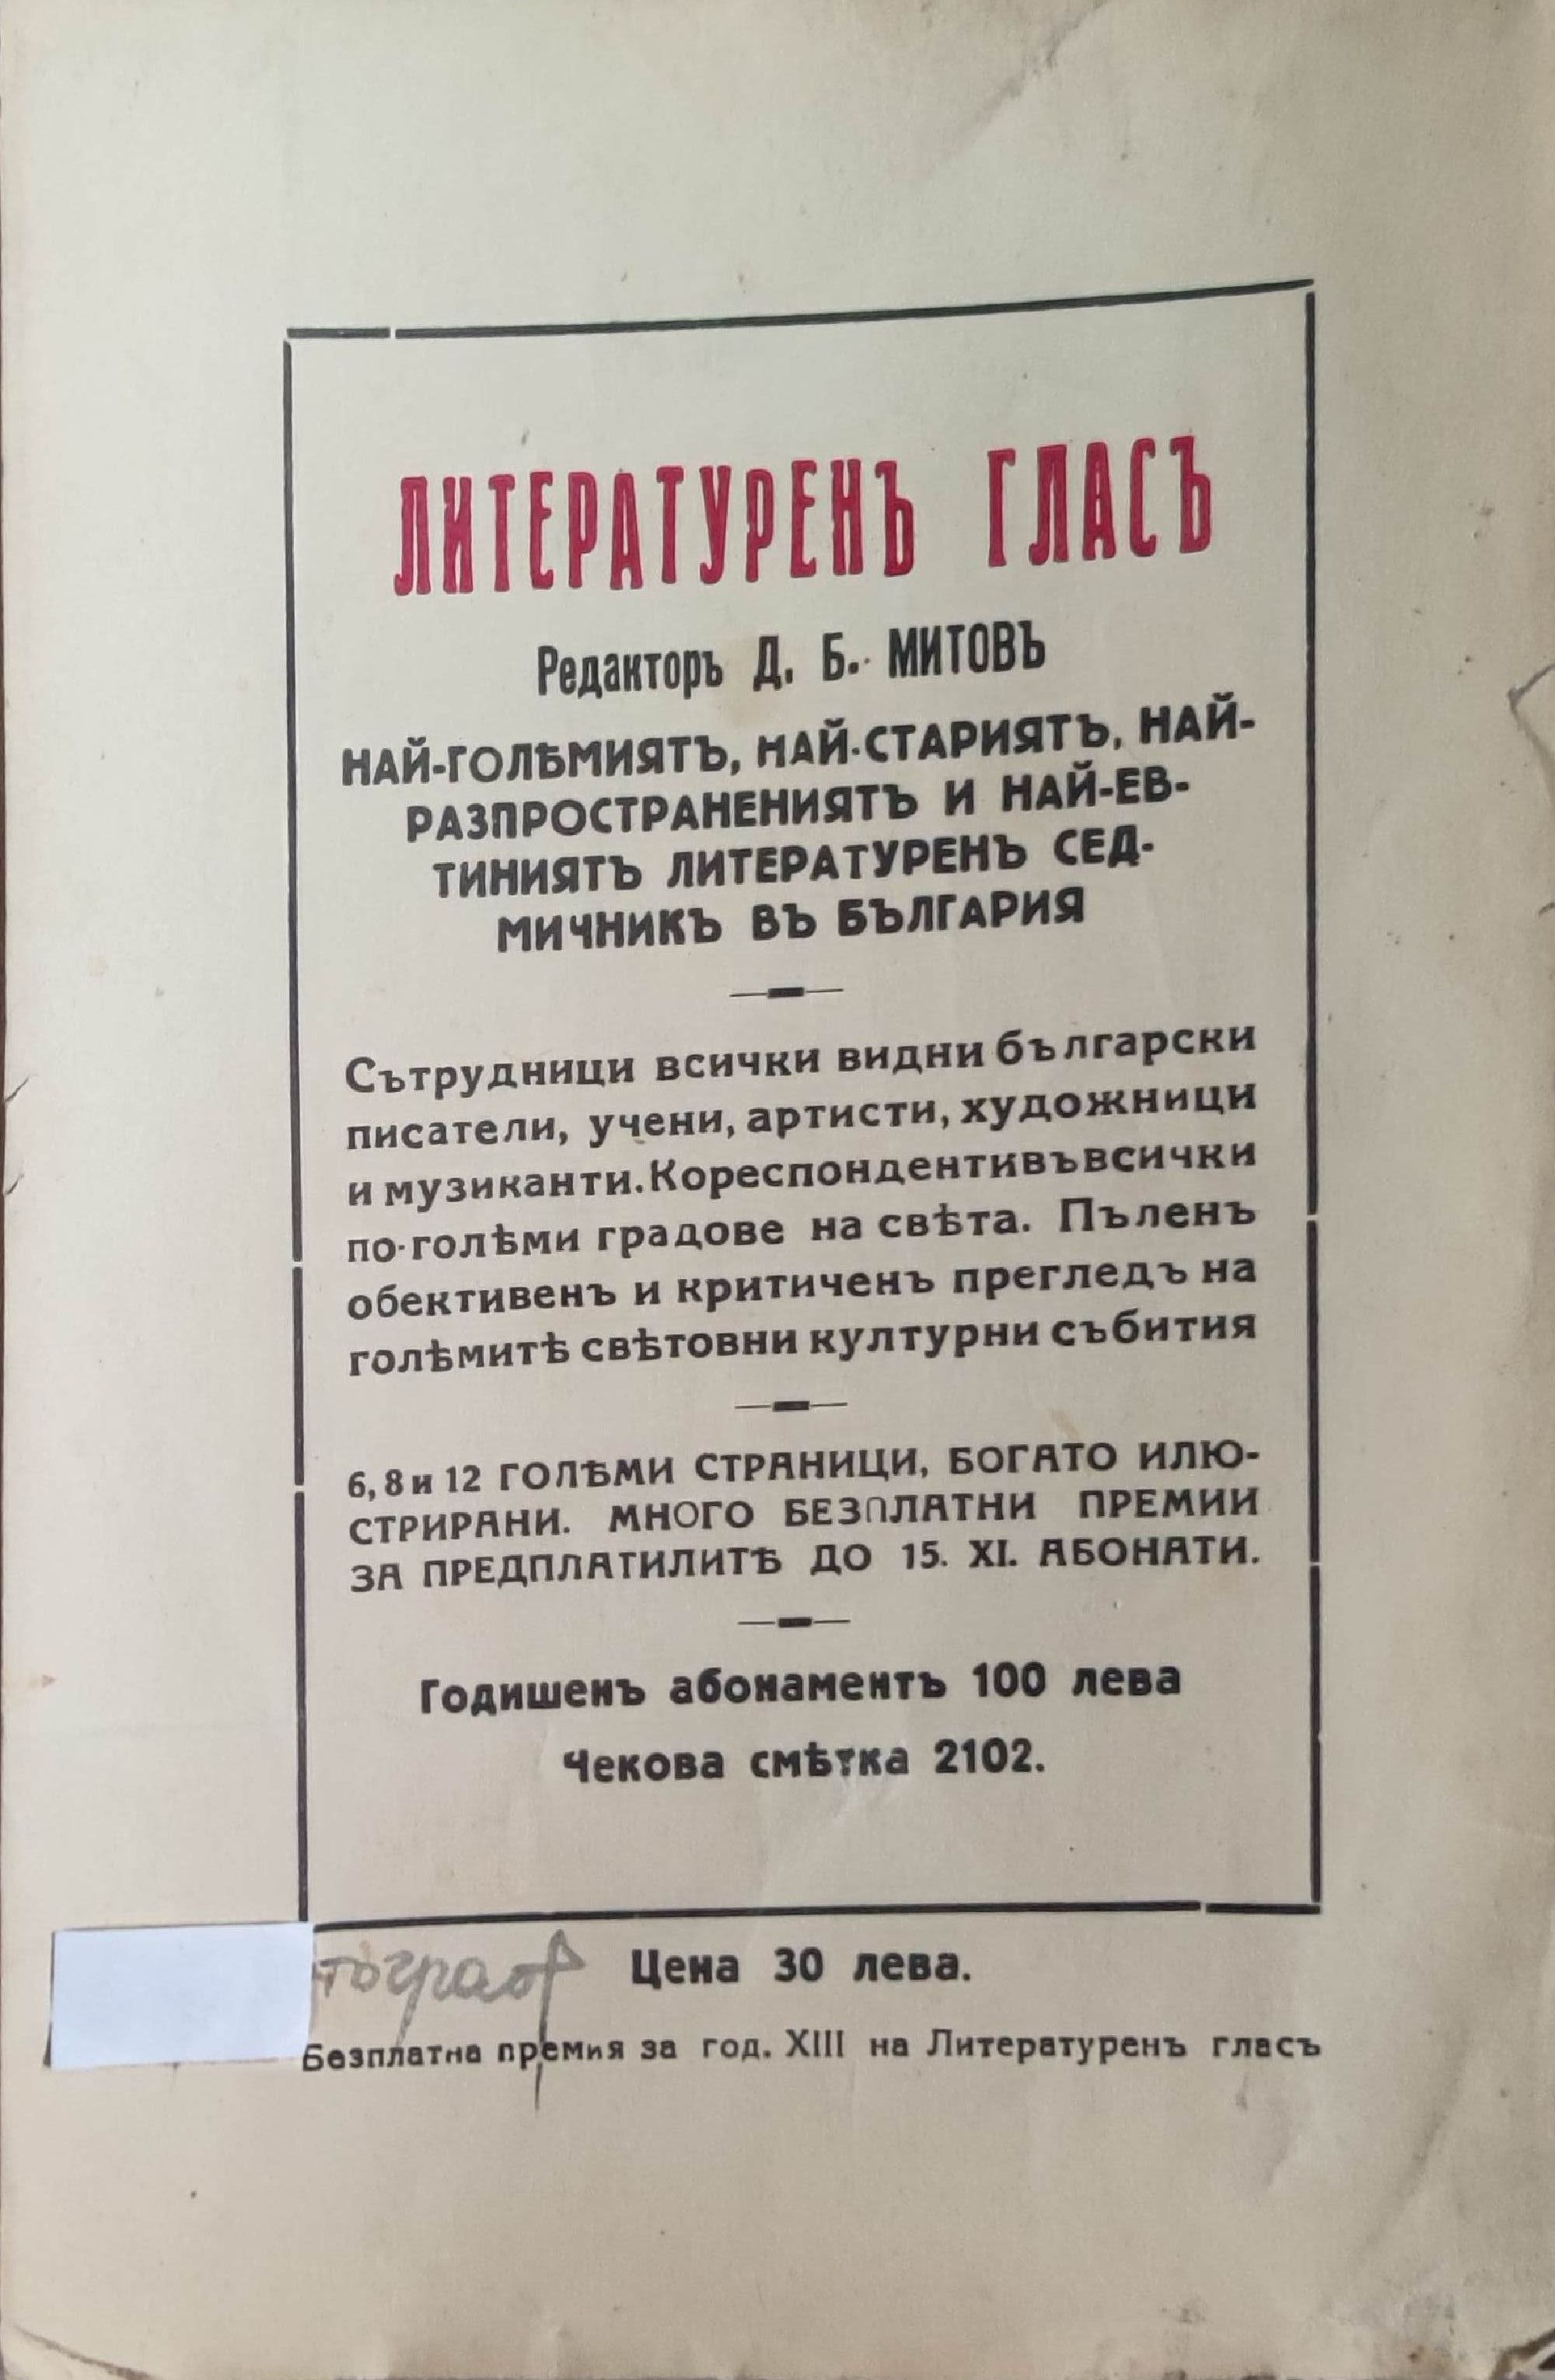 ЛИТЕРАТУРЕНЪ ГЛАСЪ
Редакторъ Д. Б. МИТОВЪ
НАЙ-ГОЛѢМИЯТЪ, НАЙ-СТАРИЯТЪ, НАЙ-
РАЗПРОСТРАНЕНИЯТЪ И НАЙ-ЕВ-
ТИНИЯТЪ ЛИТЕРАТУРЕНЪ СЕД-
МИЧНИКЪ ВЪ БЪЛГАРИЯ
Сътрудници всички видни български
писатели, учени, артисти, художници
и музиканти. Кореспонденти въ всички
по-голѣми градове на свѣта. Пъленъ
обективенъ и критиченъ прегледъ на
голѣмитѣ свѣтовни културни събития
6, 8 и 12 ГОЛѢМИ СТРАНИЦИ, БОГАТО ИЛЮ-
СТРИРАНИ. МНОГО БЕЗПЛАТНИ ПРЕМИИ
ЗА ПРЕДПЛАТИЛИТѢ ДО 15. XI. АБОНАТИ.
Годишенъ абонаментъ 100 лева
Чекова смѣтка 2102.
тограф Цена 30 лева.
Безплатна премия за год. XIII на Литературенъ гласъ